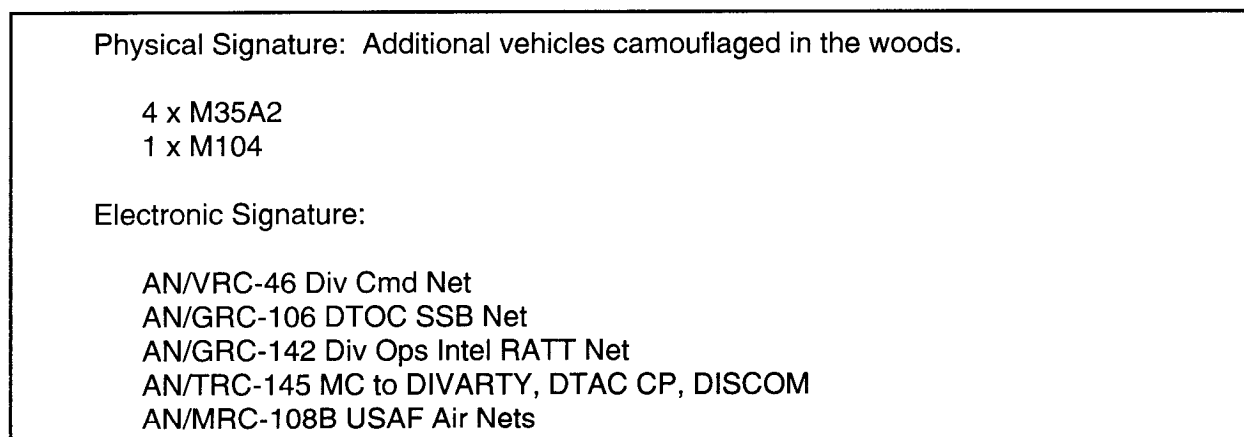 Physical Signature: Additional vehicles camouflaged in the woods.
4 x M35A2
1 x M104
Electronic Signature:
AN/VRC-46 Div Cmd Net
AN/GRC-106 DTOC SSB Net
AN/GRC-142 Div Ops Intel RATT Net
AN/TRC-145 MC to DIVARTY, DTAC CP, DISCOM
AN/MRC-108B USAF Air Nets